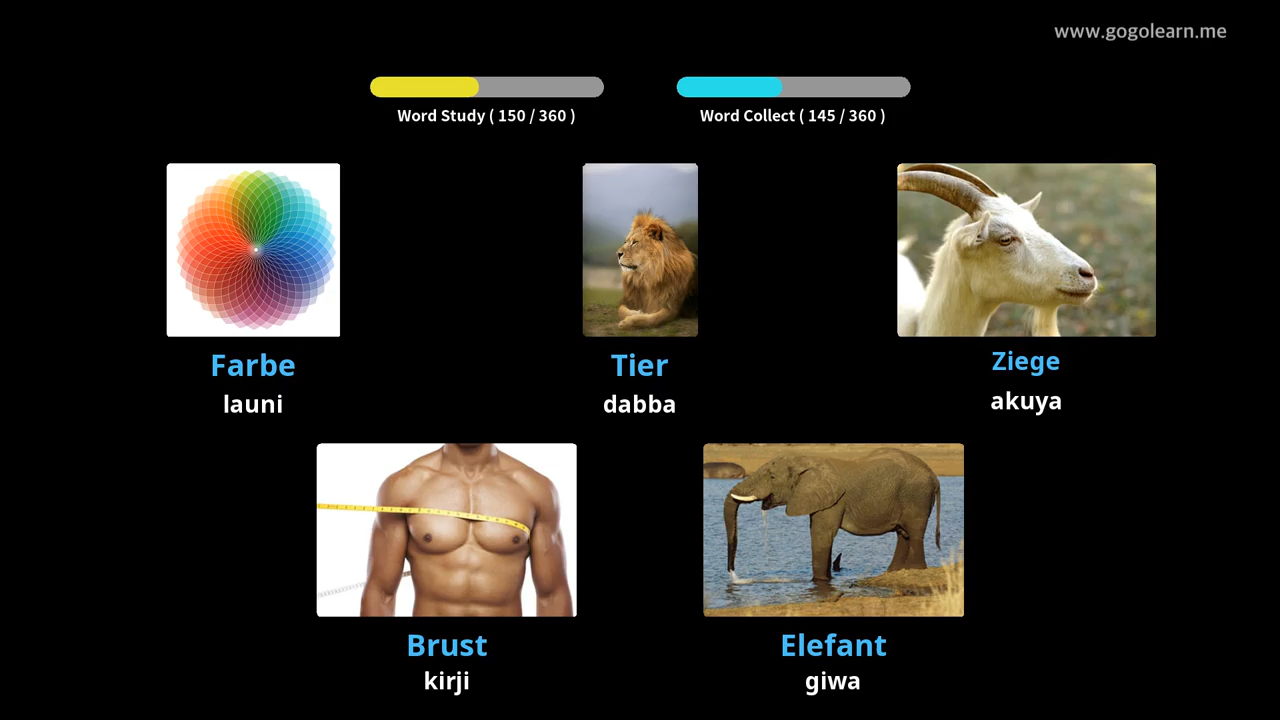 www.gogolearn.me
Word Study ( 150 / 360 )
Word Collect ( 145 / 360 )
Farbe
launi
Tier
dabba
Ziege
akuya
Brust
kirji
Elefant
giwa